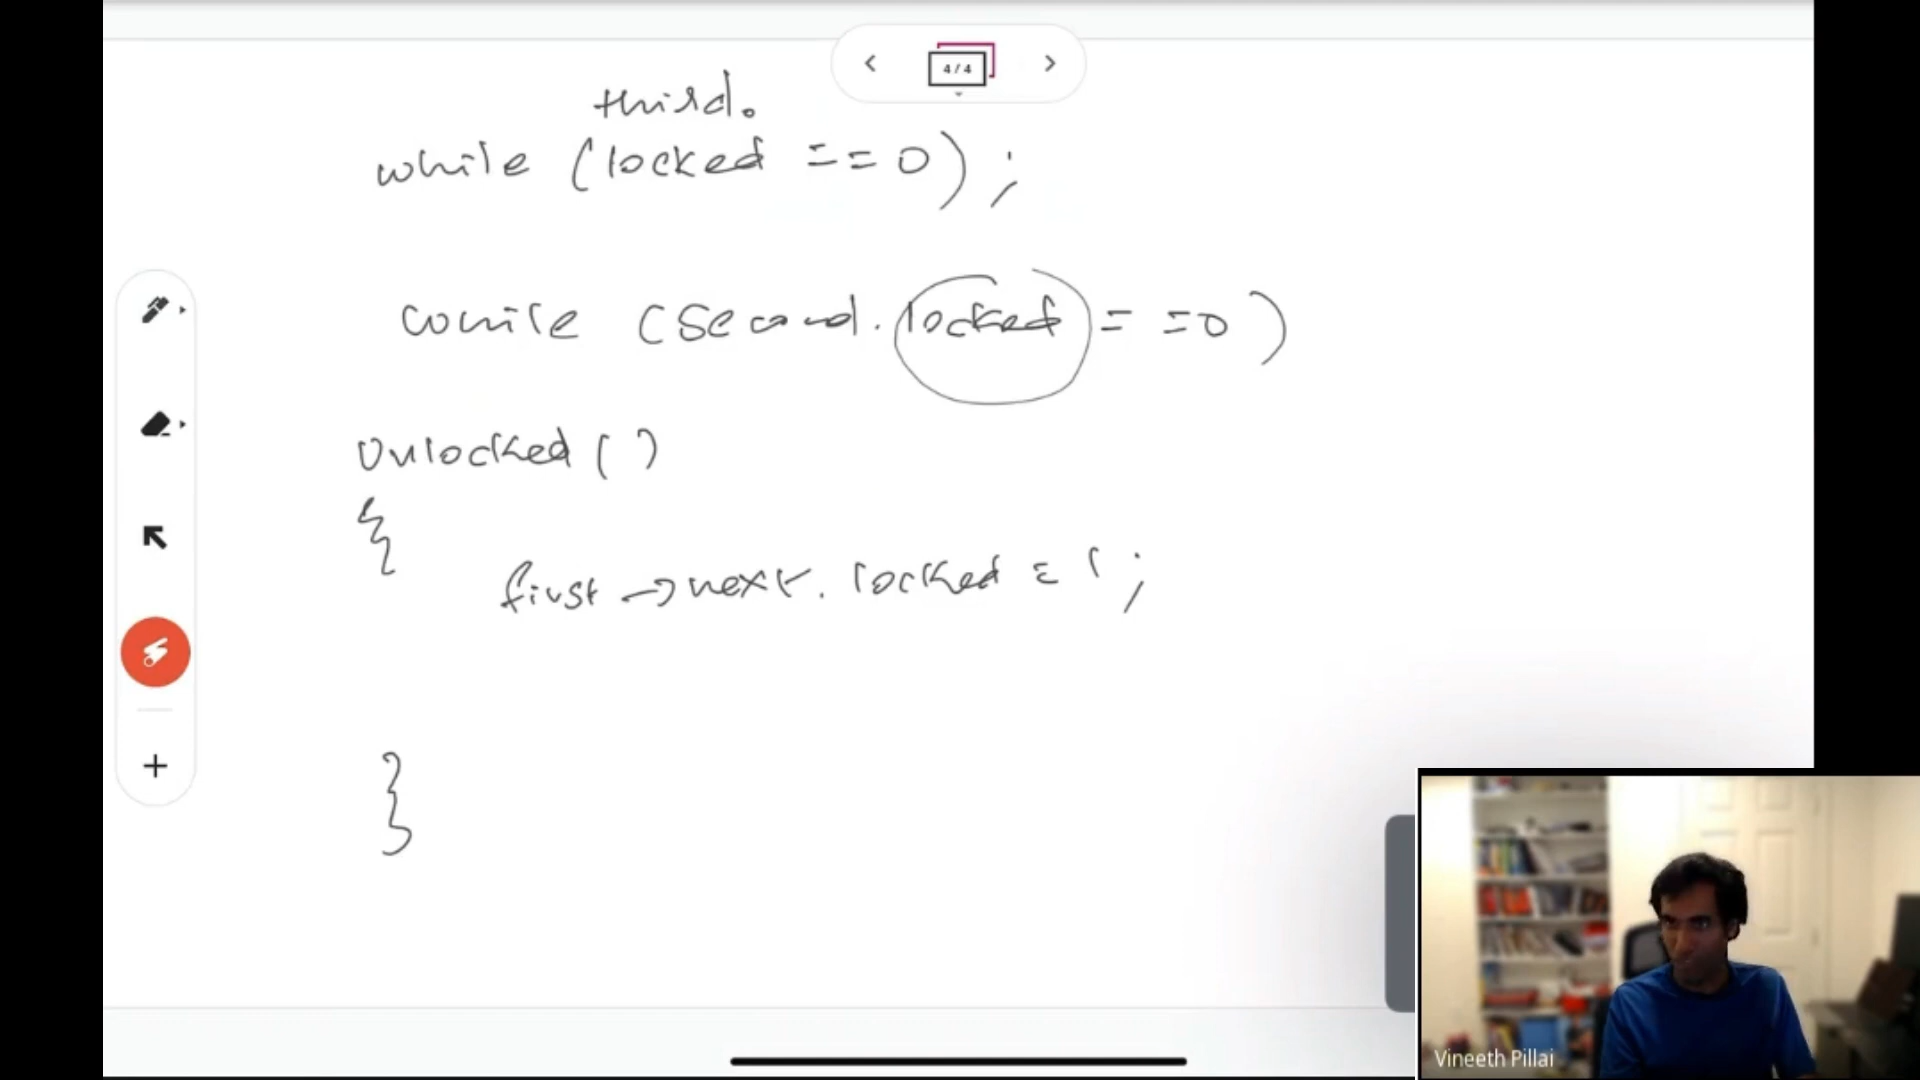 4 / 4
third.
while (locked == 0) ;
while (second. locked == 0 )
Unlocked ( )
{
first → next. locked = 1 ;
}
Vineeth Pillai